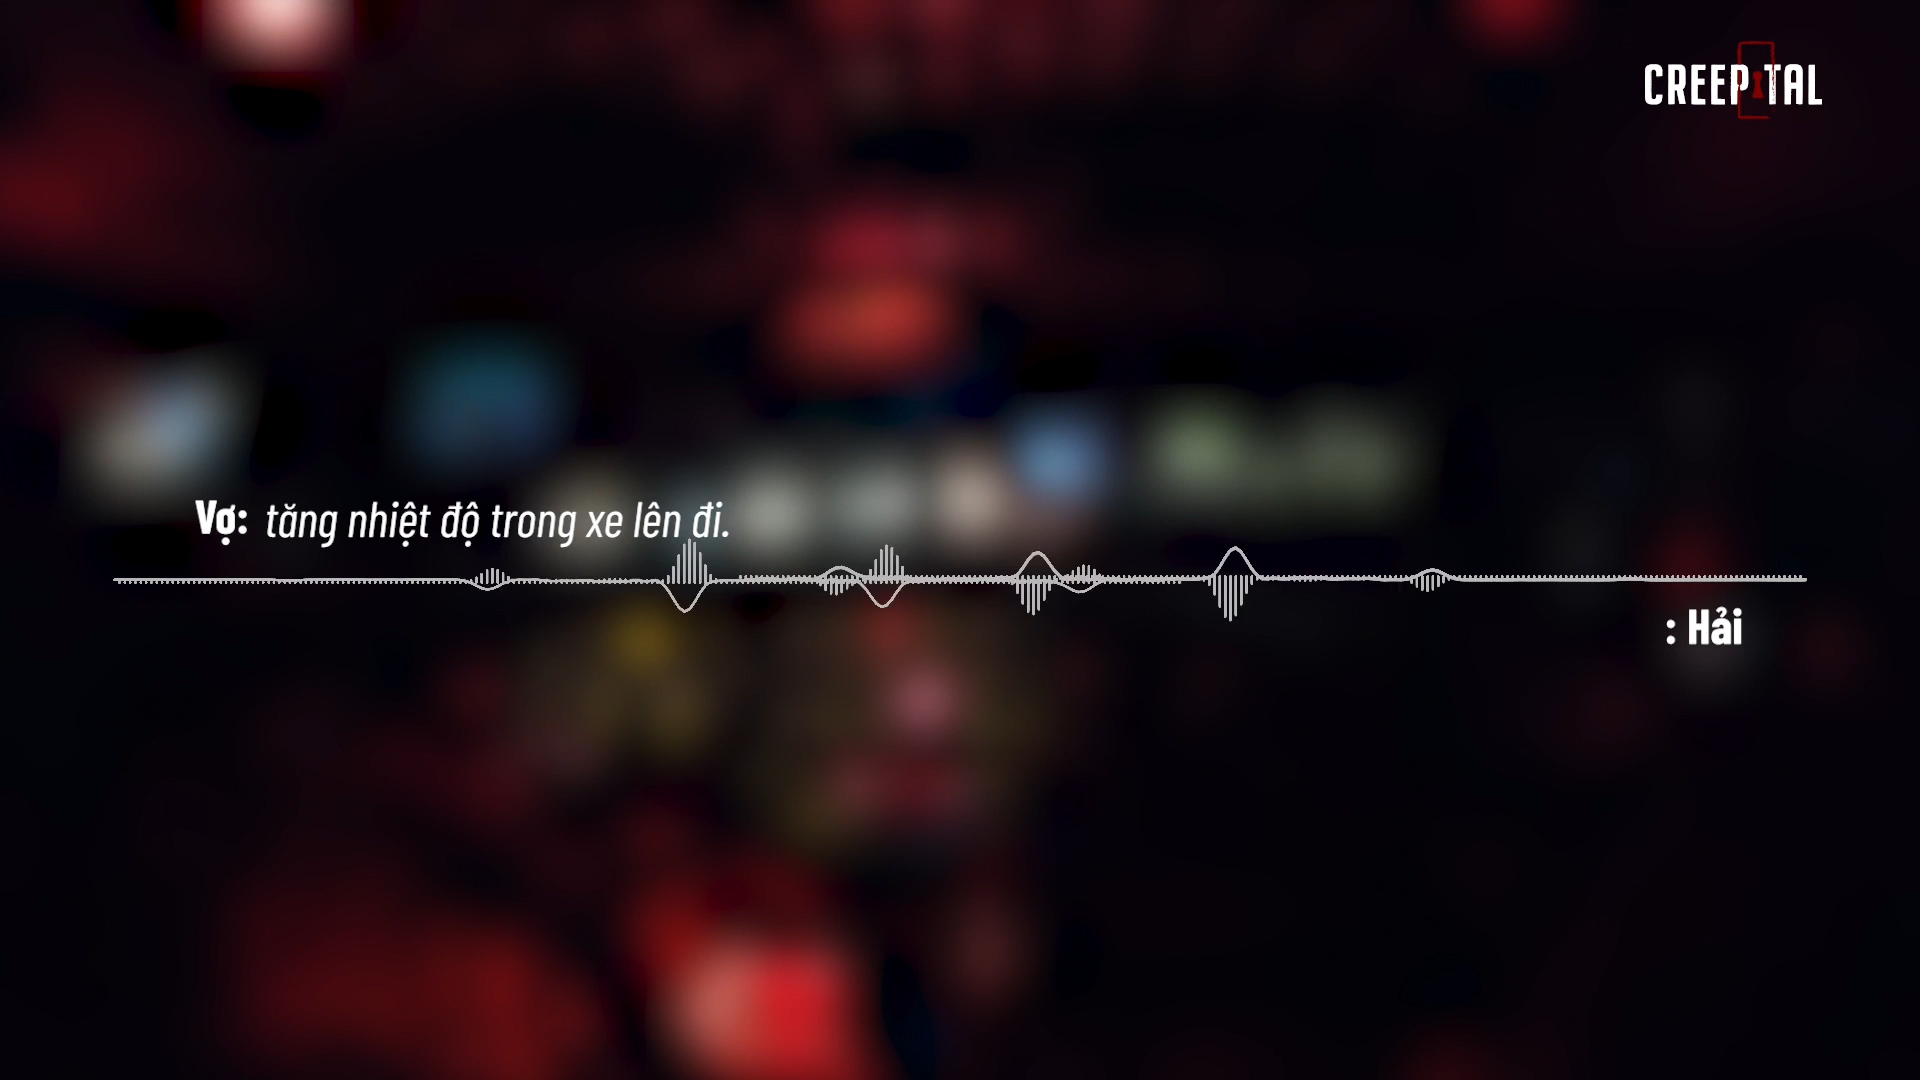 CREEPITAL
Vợ: tăng nhiệt độ trong xe lên đi.
: Hải